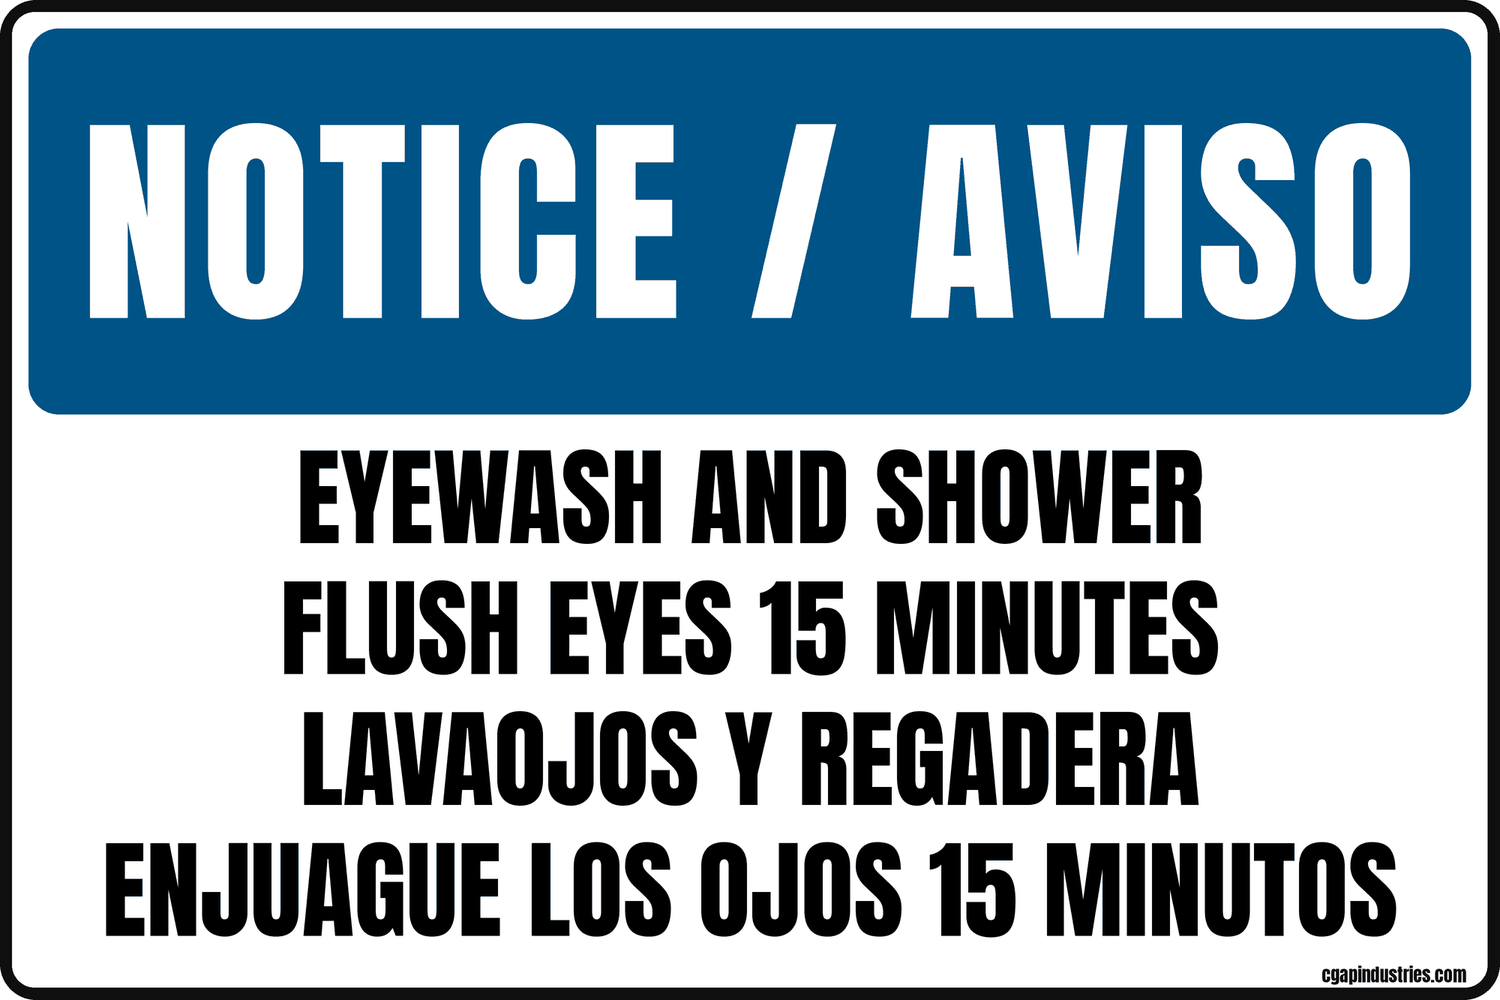 NOTICE / AVISO
EYEWASH AND SHOWER
FLUSH EYES 15 MINUTES
LAVAOJOS Y REGADERA
ENJUAGUE LOS OJOS 15 MINUTOS
cgapindustries.com